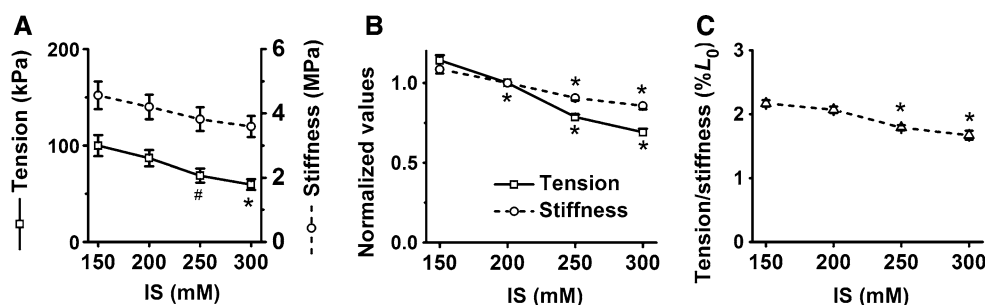 A
Tension (kPa)
200
100
0
6
4
2
0
Stiffness (MPa)
#
*
150 200 250 300
IS (mM)
B
Normalized values
1.0
0.5
0.0
*
*
*
*
*
Tension
Stiffness
150 200 250 300
IS (mM)
C
Tension/stiffness (%L0)
3
2
1
0
*
*
150 200 250 300
IS (mM)